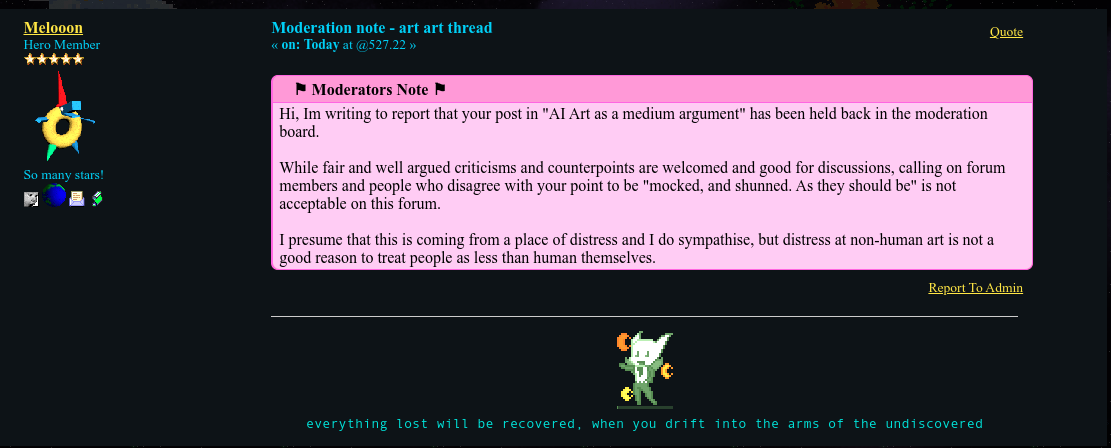 Melooon
Hero Member
So many stars!
Moderation note - art art thread
« on: Today at @527.22 »
Quote
⚑ Moderators Note ⚑
Hi, Im writing to report that your post in "AI Art as a medium argument" has been held back in the moderation
board.
While fair and well argued criticisms and counterpoints are welcomed and good for discussions, calling on forum
members and people who disagree with your point to be "mocked, and shunned. As they should be" is not
acceptable on this forum.
I presume that this is coming from a place of distress and I do sympathise, but distress at non-human art is not a
good reason to treat people as less than human themselves.
Report To Admin
everything lost will be recovered, when you drift into the arms of the undiscovered